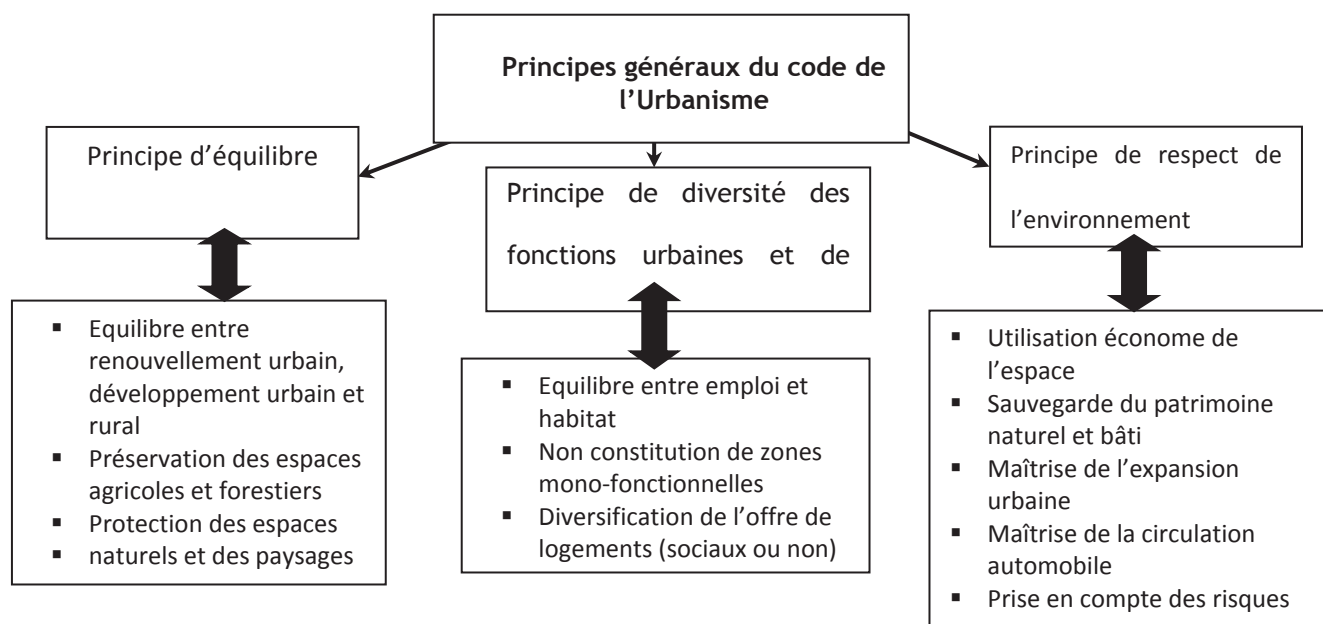 Principes généraux du code de
l’Urbanisme
Principe d’équilibre
Principe de diversité des
fonctions urbaines et de
Principe de respect de
l’environnement
▪ Equilibre entre
renouvellement urbain,
développement urbain et
rural
▪ Préservation des espaces
agricoles et forestiers
▪ Protection des espaces
▪ naturels et des paysages
▪ Equilibre entre emploi et
habitat
▪ Non constitution de zones
mono-fonctionnelles
▪ Diversification de l’offre de
logements (sociaux ou non)
▪ Utilisation économe de
l’espace
▪ Sauvegarde du patrimoine
naturel et bâti
▪ Maîtrise de l’expansion
urbaine
▪ Maîtrise de la circulation
automobile
▪ Prise en compte des risques